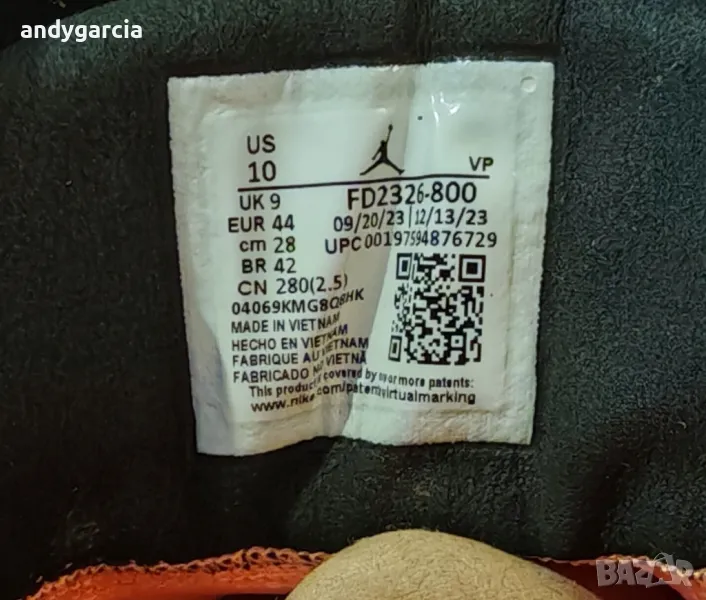 andygarcia
US
10
VP
UK 9
FD2326-800
EUR 44
09/20/23 | 12/13/23
cm 28
UPC 00197594876729
BR 42
CN 280(2.5)
04069KMG8Q8HK
MADE IN VIETNAM
HECHO EN VIETNAM
FABRIQUE AU VIETNAM
FABRICADO NO VIETNA
This product is covered by one or more patents:
www.nike.com/patentvirtualmarking
BAZAR